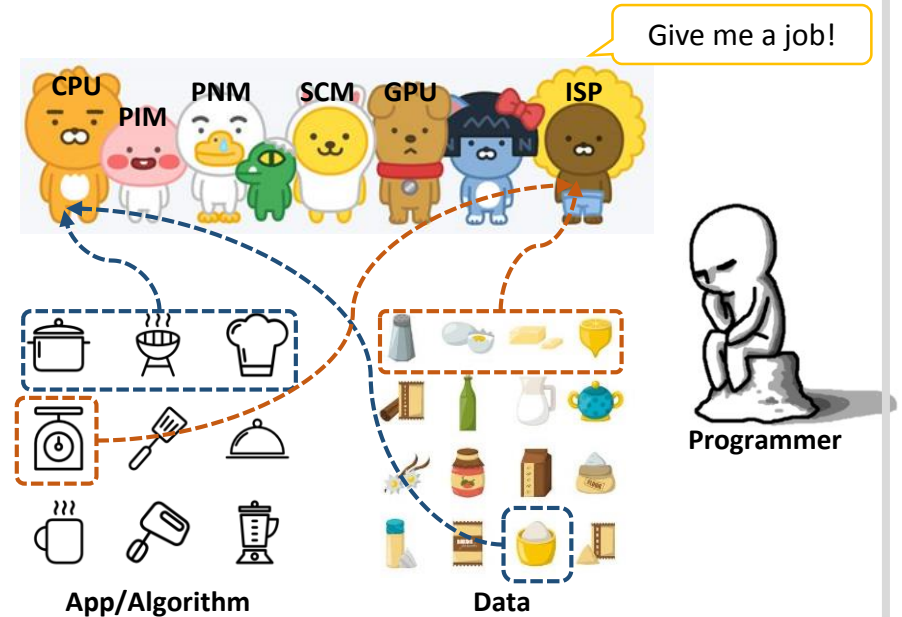 Give me a job!
CPU
PIM
PNM
SCM
GPU
ISP
Programmer
App/Algorithm
Data